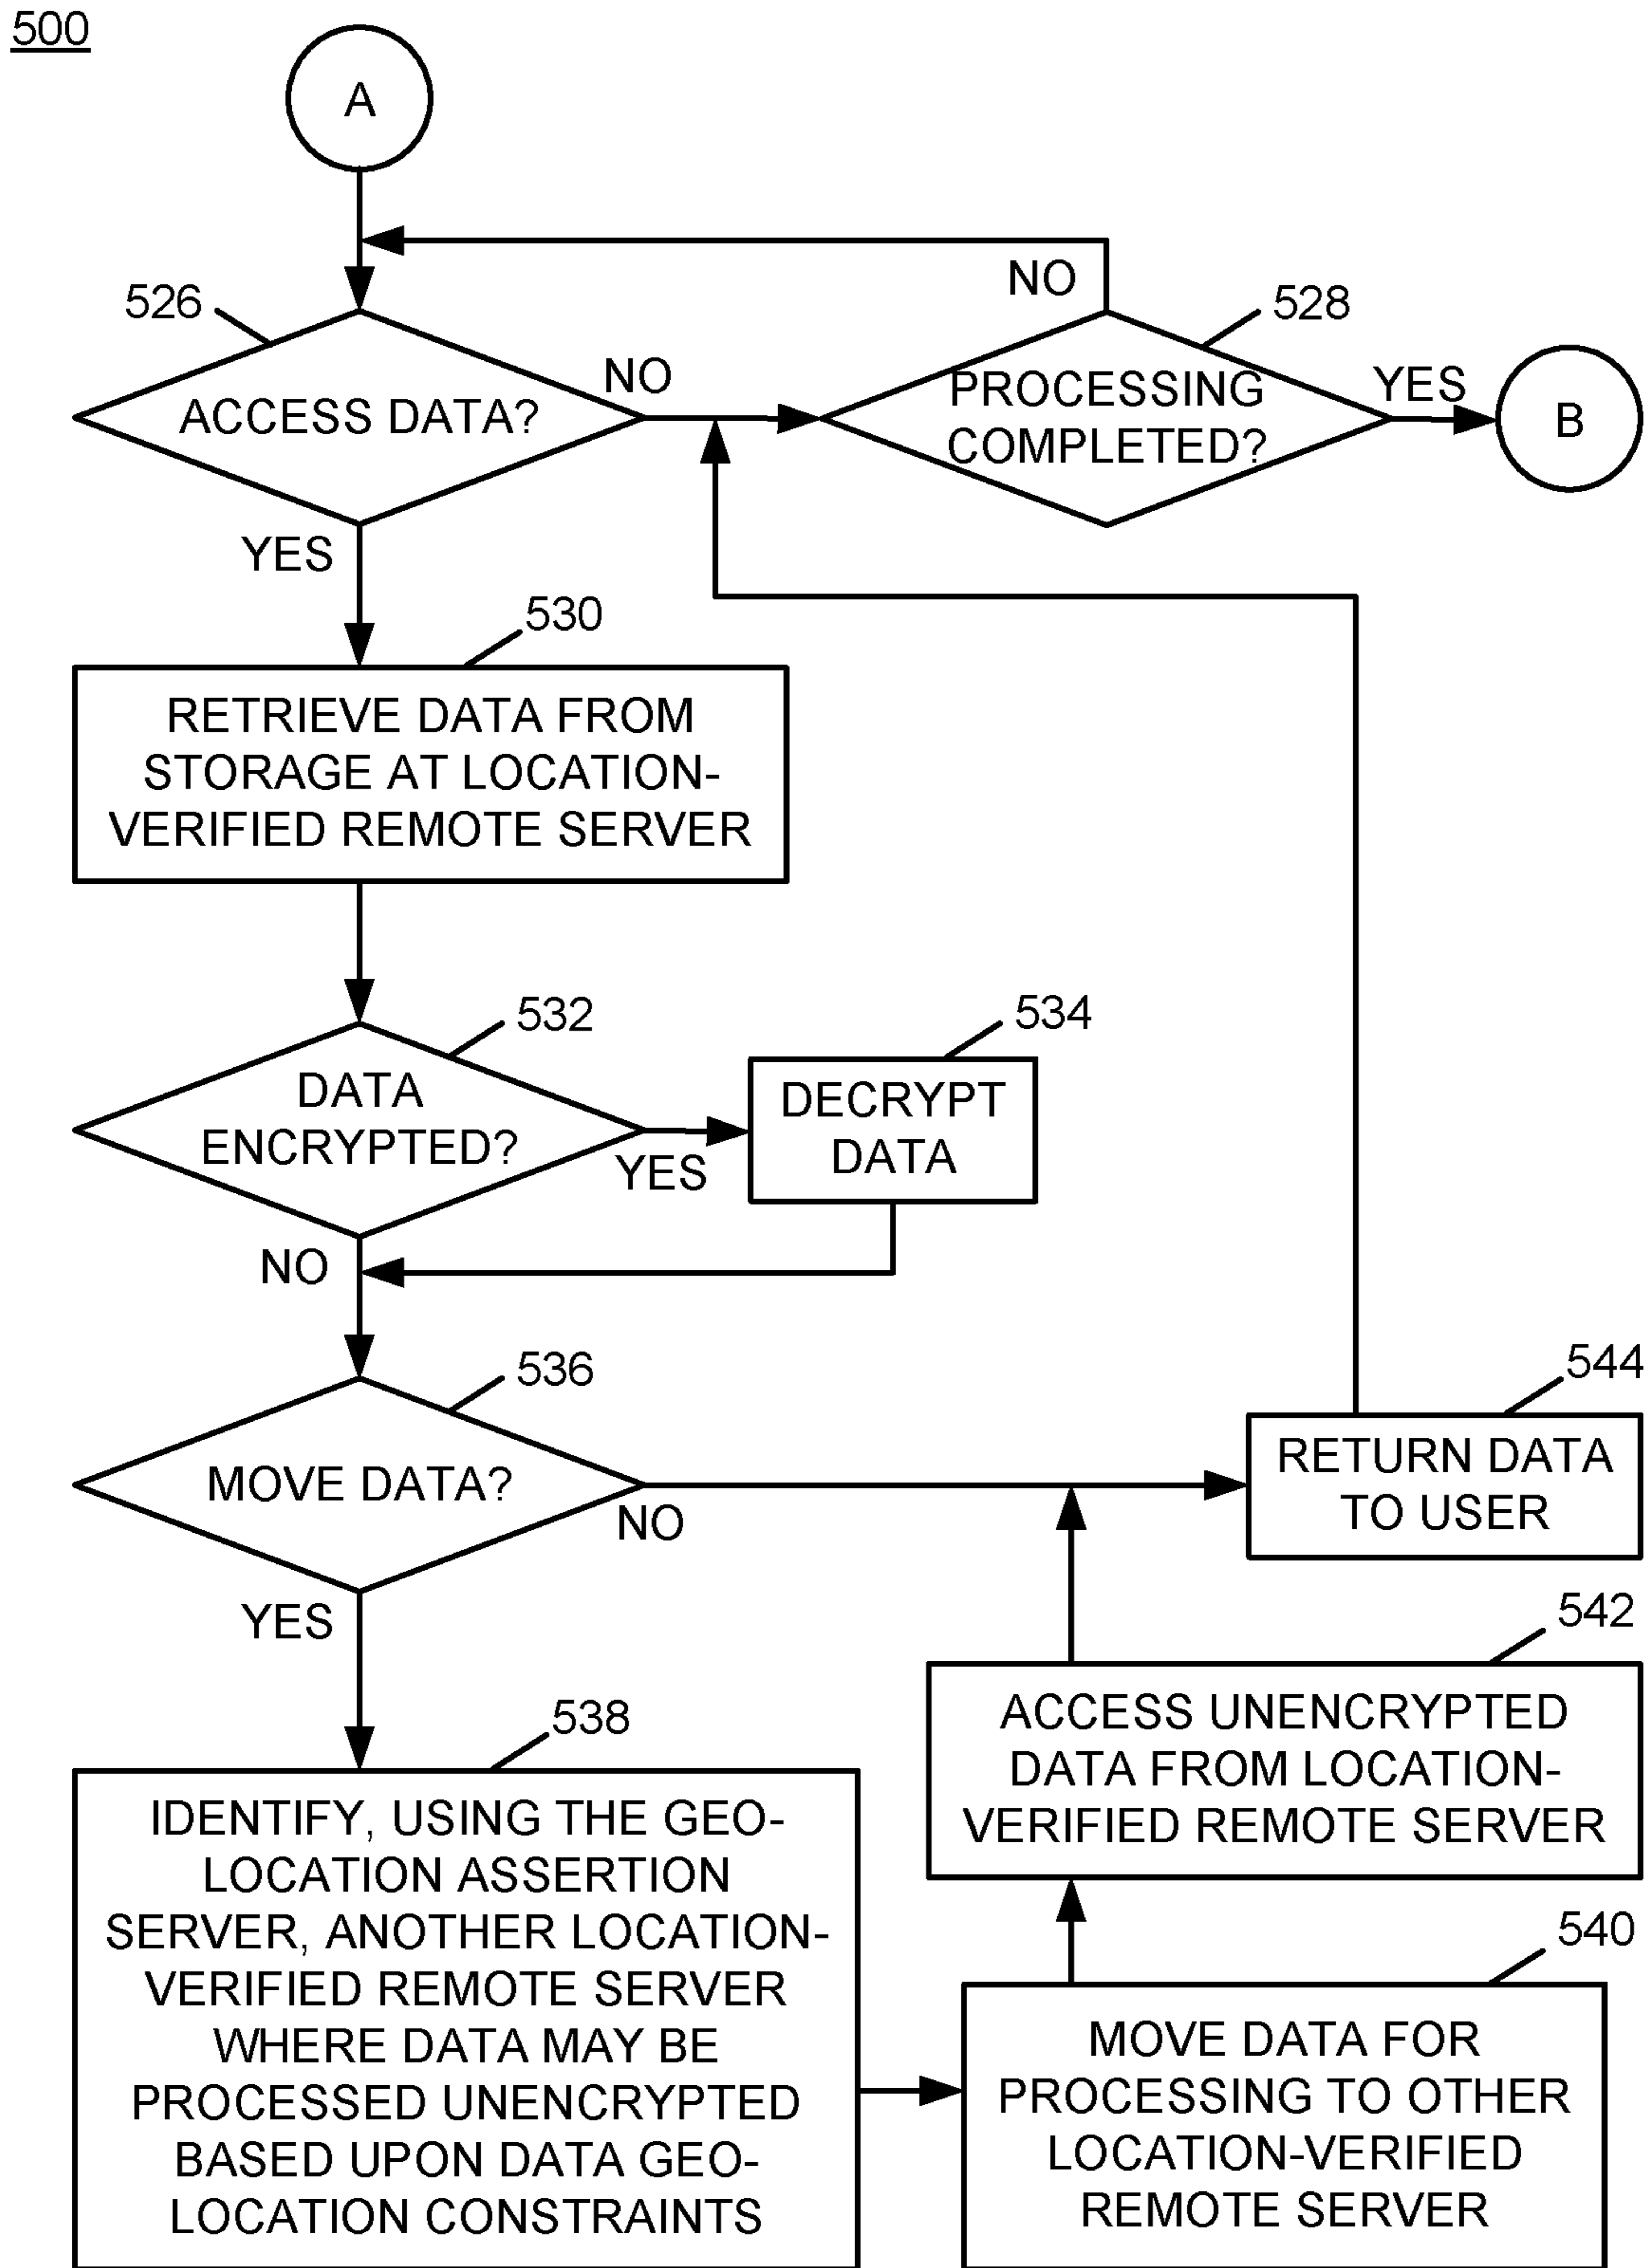 500
A
NO
526
528
ACCESS DATA?
NO
PROCESSING
COMPLETED?
YES
B
YES
530
RETRIEVE DATA FROM
STORAGE AT LOCATION-
VERIFIED REMOTE SERVER
532
534
DATA
ENCRYPTED?
YES
DECRYPT
DATA
NO
536
544
MOVE DATA?
NO
RETURN DATA
TO USER
YES
542
ACCESS UNENCRYPTED
DATA FROM LOCATION-
VERIFIED REMOTE SERVER
538
IDENTIFY, USING THE GEO-
LOCATION ASSERTION
SERVER, ANOTHER LOCATION-
VERIFIED REMOTE SERVER
WHERE DATA MAY BE
PROCESSED UNENCRYPTED
BASED UPON DATA GEO-
LOCATION CONSTRAINTS
540
MOVE DATA FOR
PROCESSING TO OTHER
LOCATION-VERIFIED
REMOTE SERVER